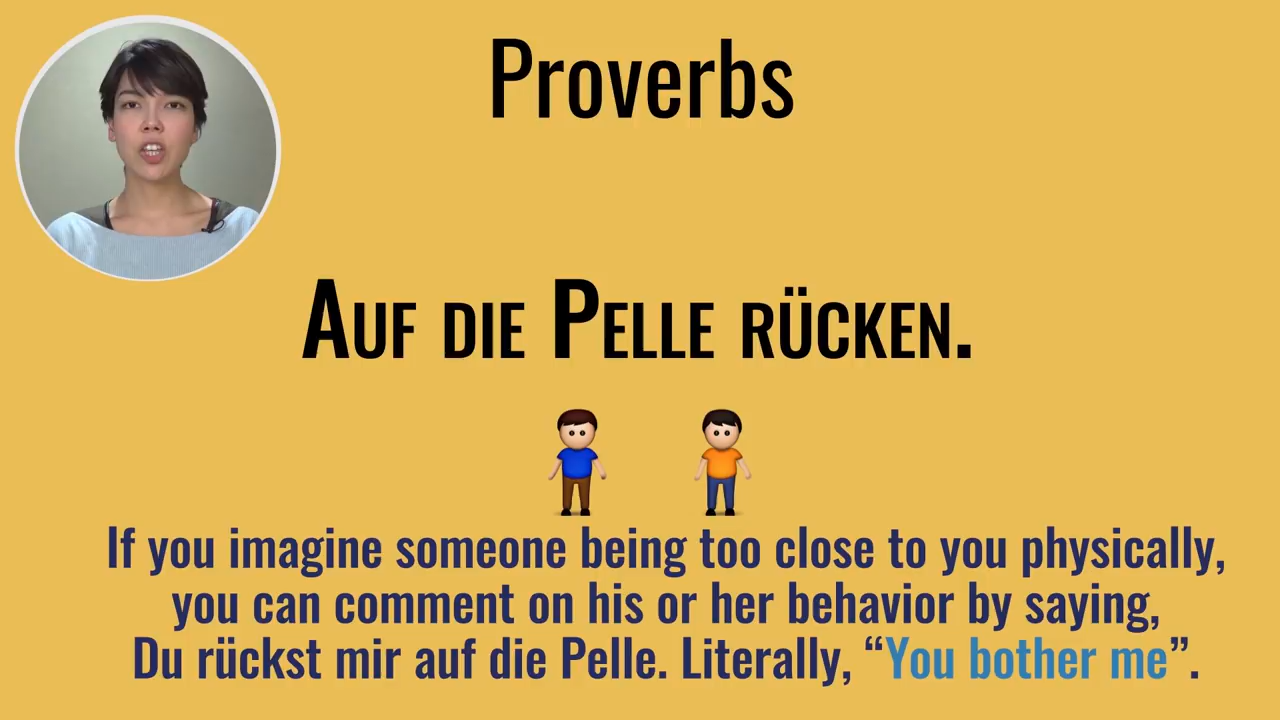 Proverbs
Auf die Pelle rücken.
If you imagine someone being too close to you physically,
you can comment on his or her behavior by saying,
Du rückst mir auf die Pelle. Literally, “You bother me”.